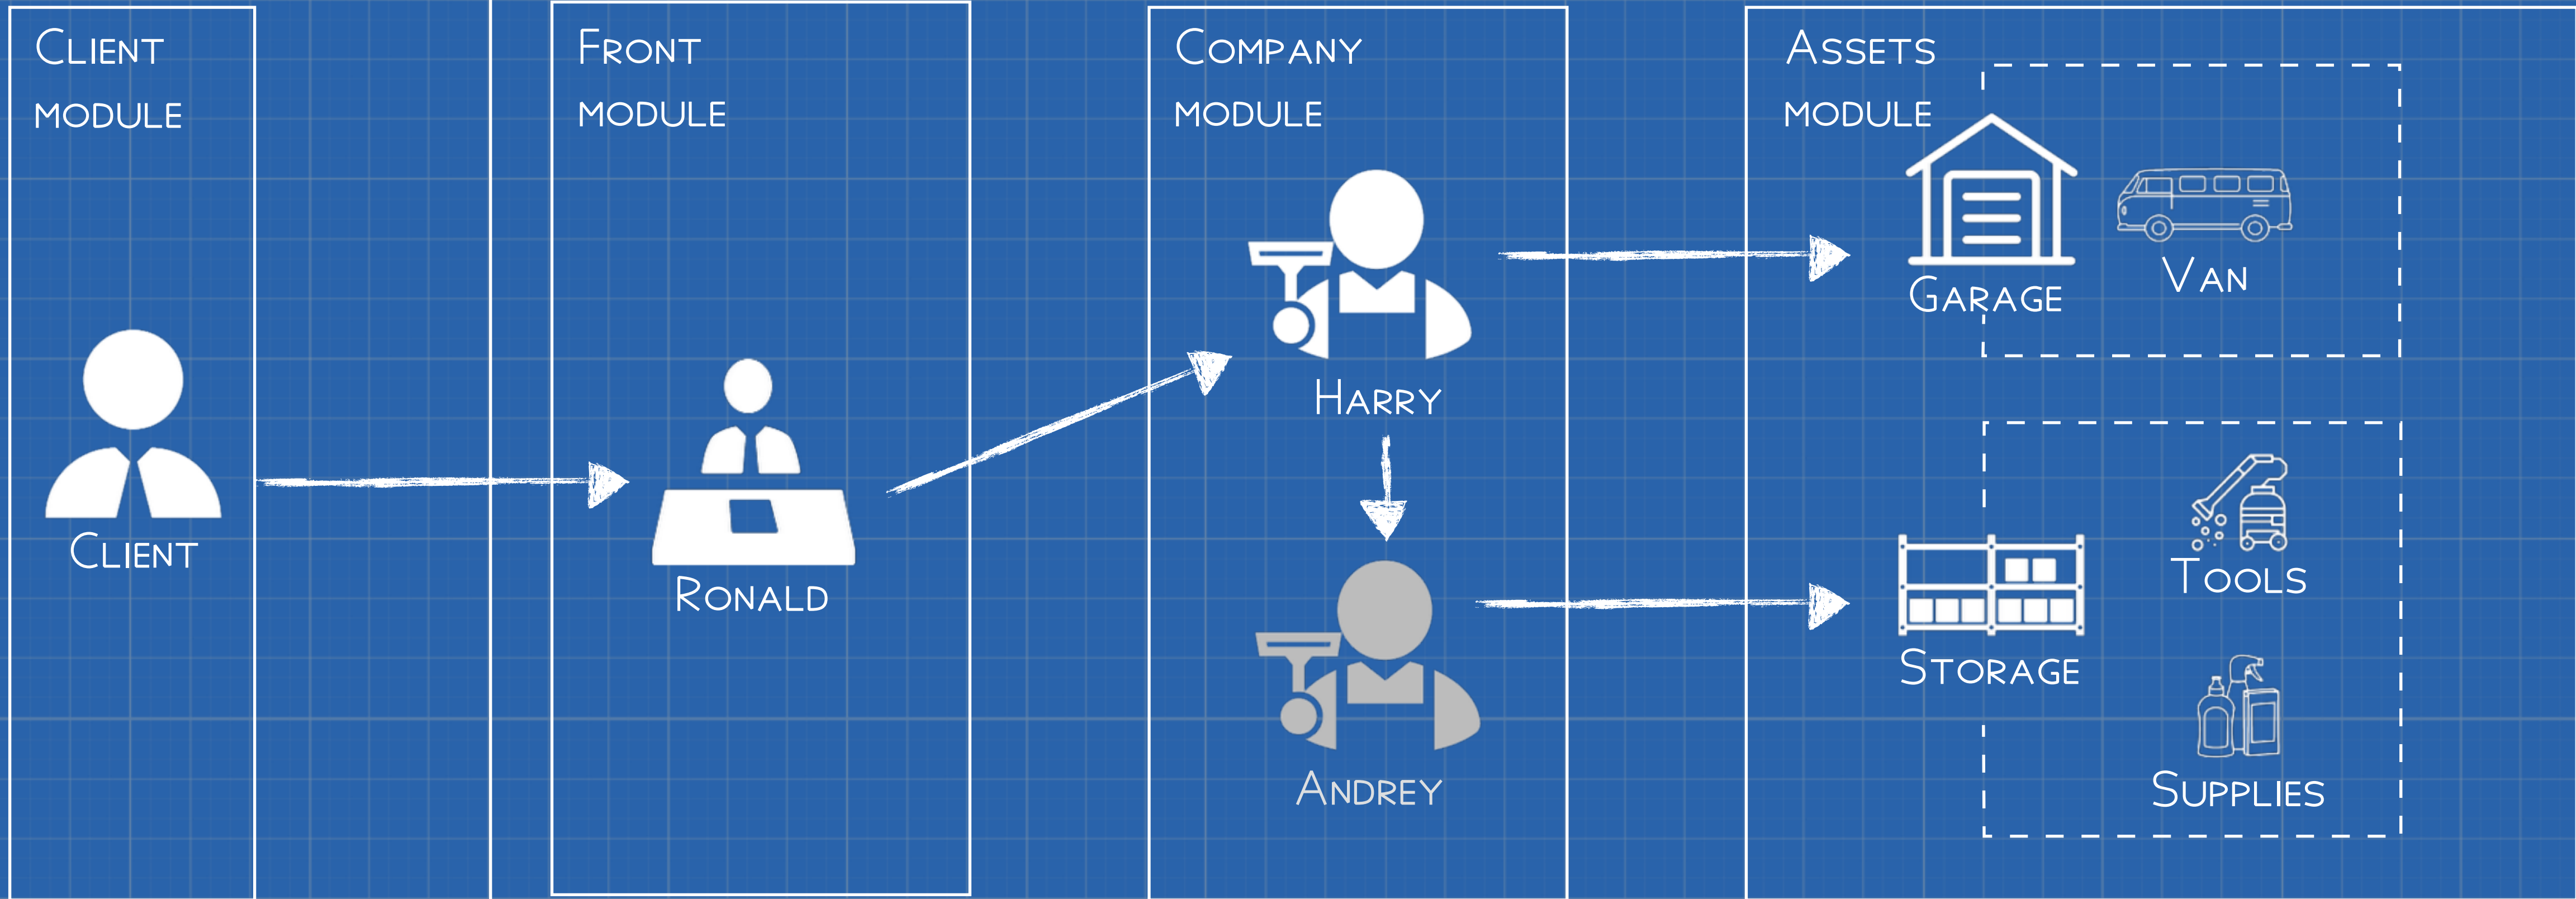 Client
module
Front
module
Company
module
Assets
module
Client
Ronald
Harry
Andrey
Garage
Van
Storage
Tools
Supplies